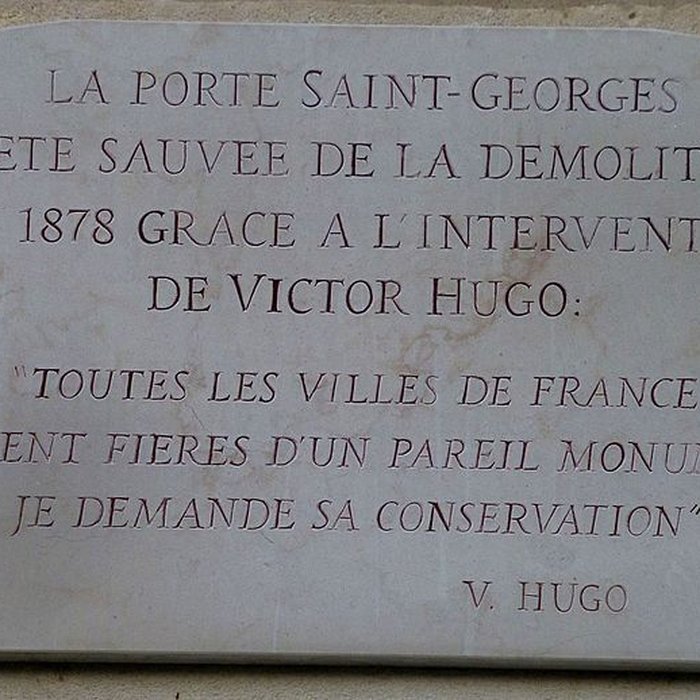 LA PORTE SAINT-GEORGES
ETE SAUVEE DE LA DEMOLIT
1878 GRACE A L'INTERVENT
DE VICTOR HUGO:
"TOUTES LES VILLES DE FRANCE
ENT FIERES D'UN PAREIL MONU
JE DEMANDE SA CONSERVATION"
V. HUGO